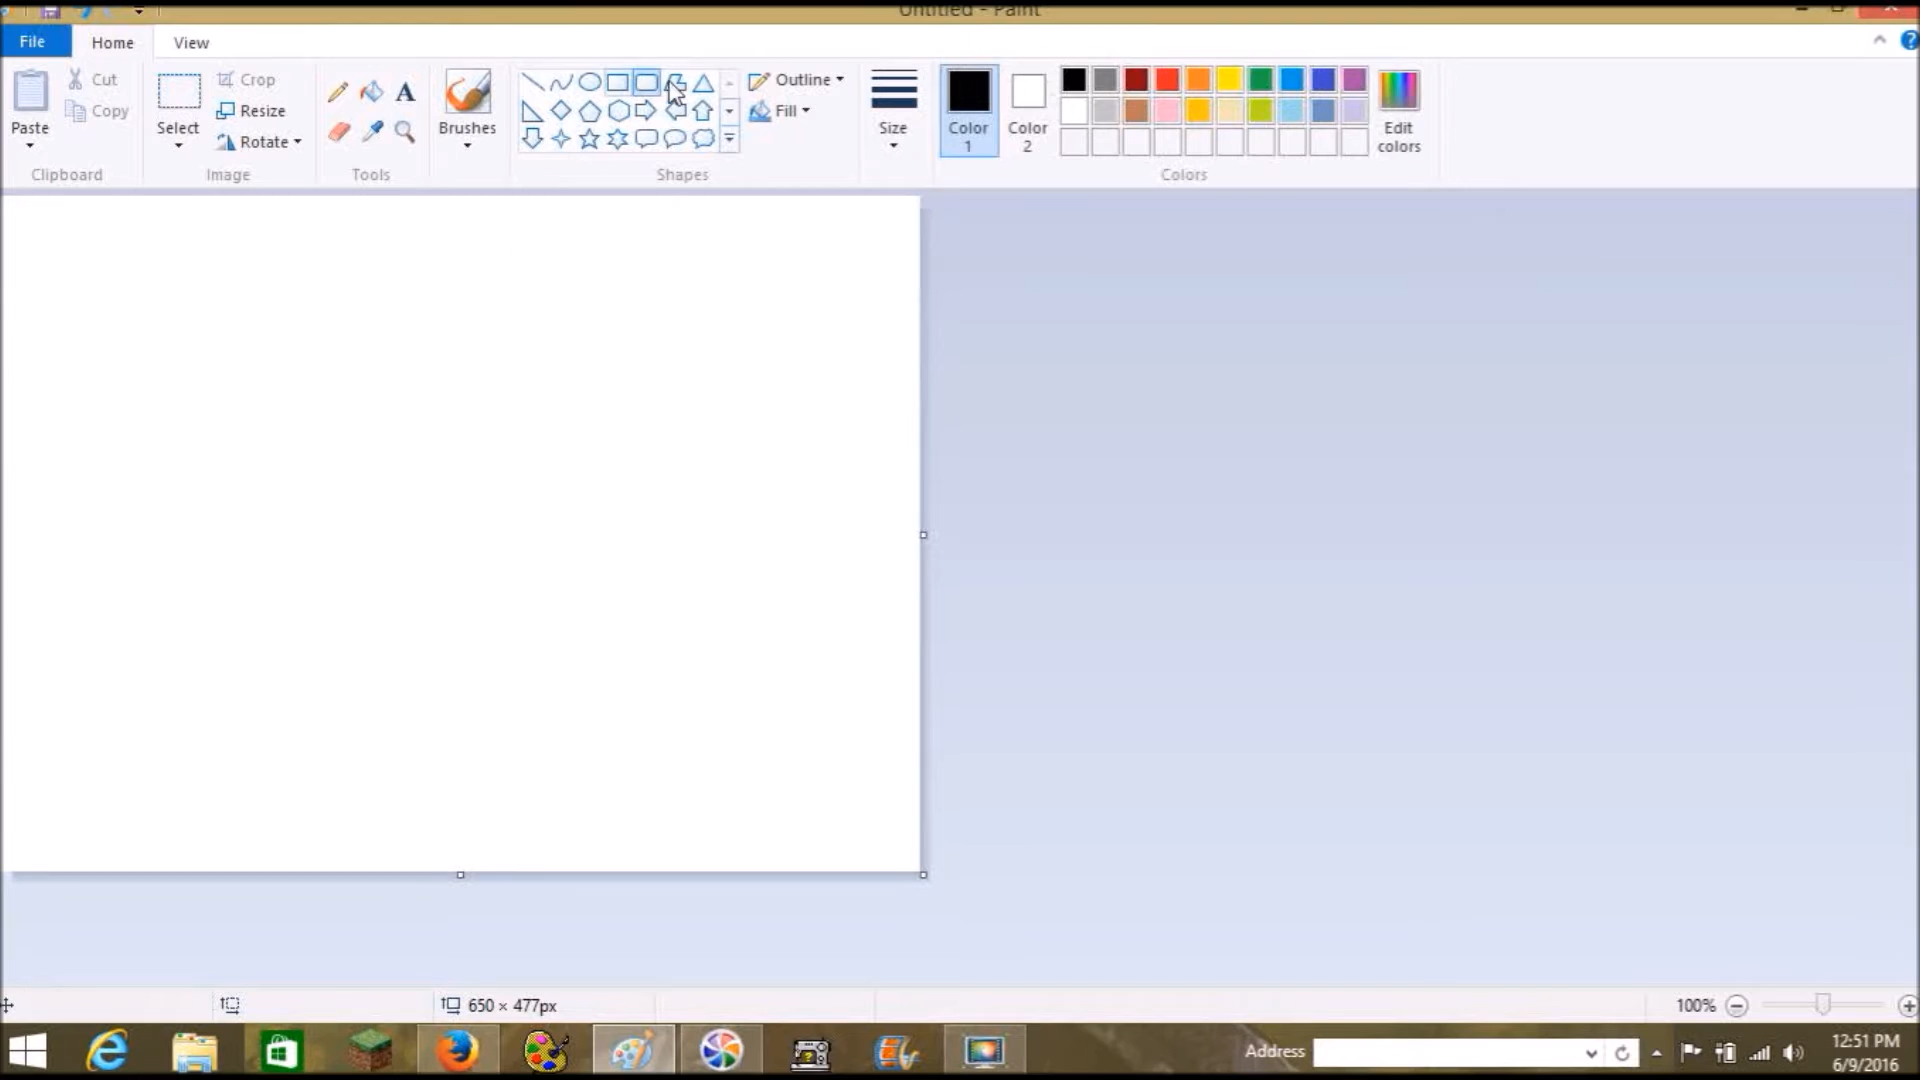 Untitled - Paint
File Home View
Paste
Cut
Copy
Clipboard
Select
Crop
Resize
Rotate
Image
A
Tools
Brushes
Shapes
Outline
Fill
Size
Color 1
Color 2
Edit colors
Colors
650 × 477px
100%
Address
12:51 PM
6/9/2016